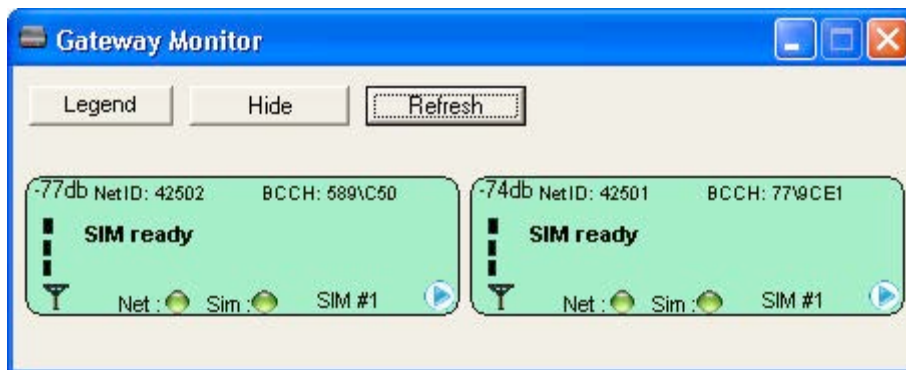 Gateway Monitor
Legend Hide Refresh
-77db NetID: 42502 BCCH: 589\C50
SIM ready
Net : Sim : SIM #1
-74db NetID: 42501 BCCH: 77\9CE1
SIM ready
Net : Sim : SIM #1